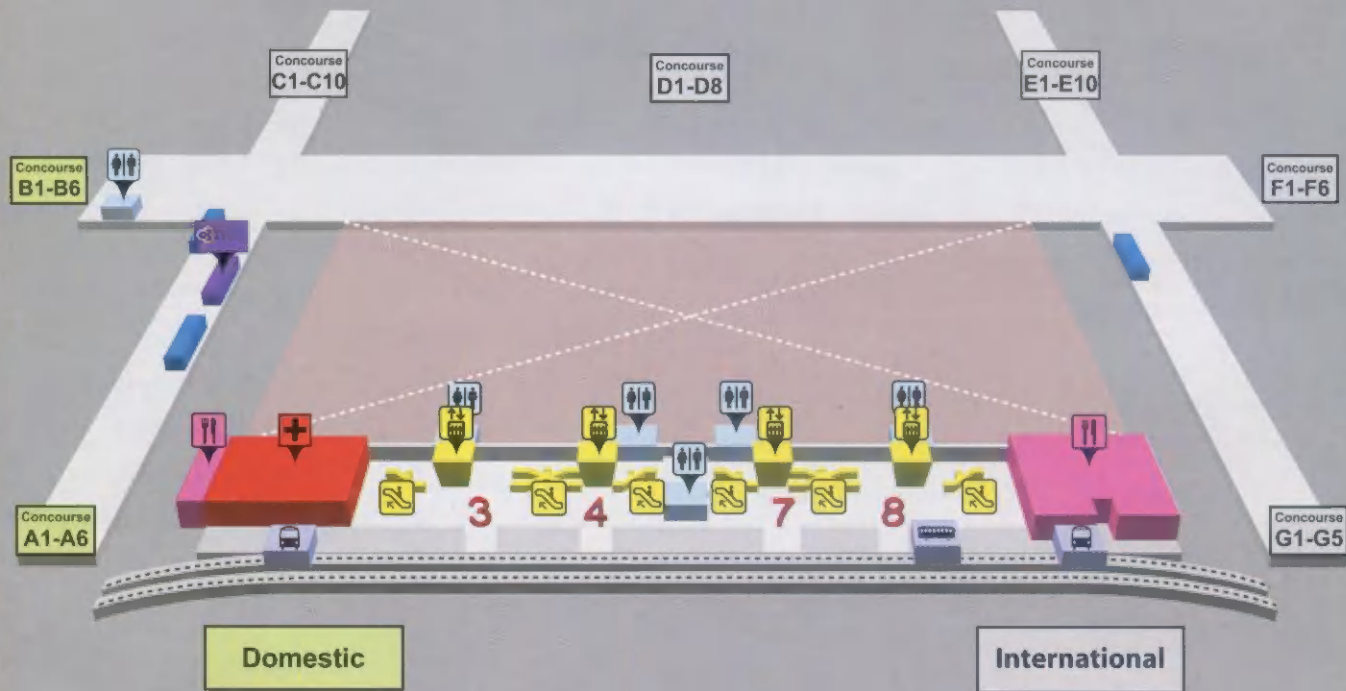 Concourse
C1-C10
Concourse
D1-D8
Concourse
E1-E10
Concourse
B1-B6
Concourse
F1-F6
3
4
7
8
Concourse
A1-A6
Concourse
G1-G5
Domestic
International